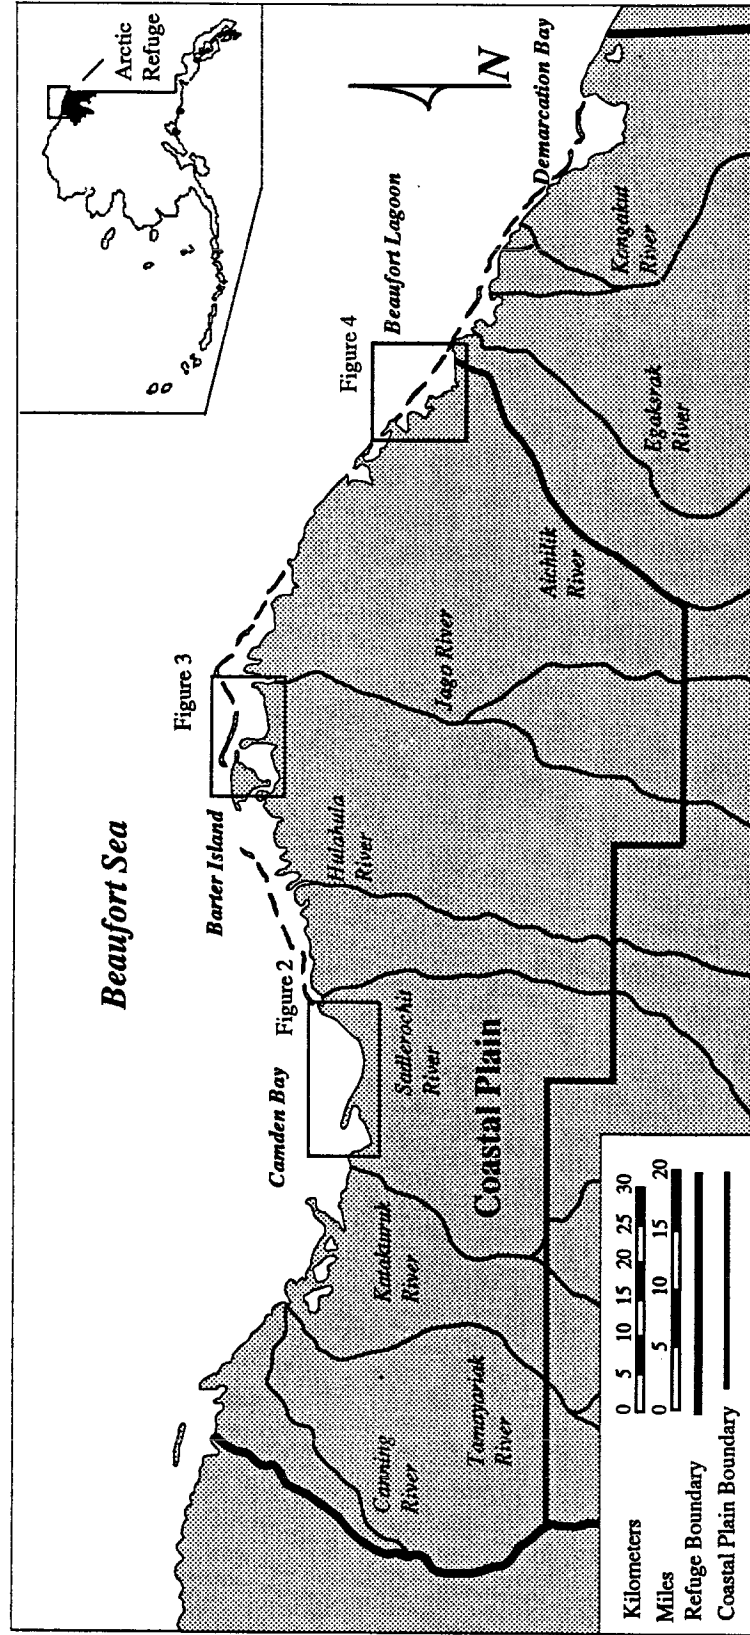 Beaufort Sea
Arctic
Refuge
N
Demarcation Bay
Beaufort Lagoon
Figure 4
Figure 3
Barter Island
Figure 2
Camden Bay
Kongakut
River
Egaksrak
River
Aichilik
River
Jago River
Hulahula
River
Sadlerochit
River
Coastal Plain
Katakturuk
River
Tamayariak
River
Canning
River
Kilometers
0 5 10 15 20 25 30
Miles
0 5 10 15 20
Refuge Boundary
Coastal Plain Boundary